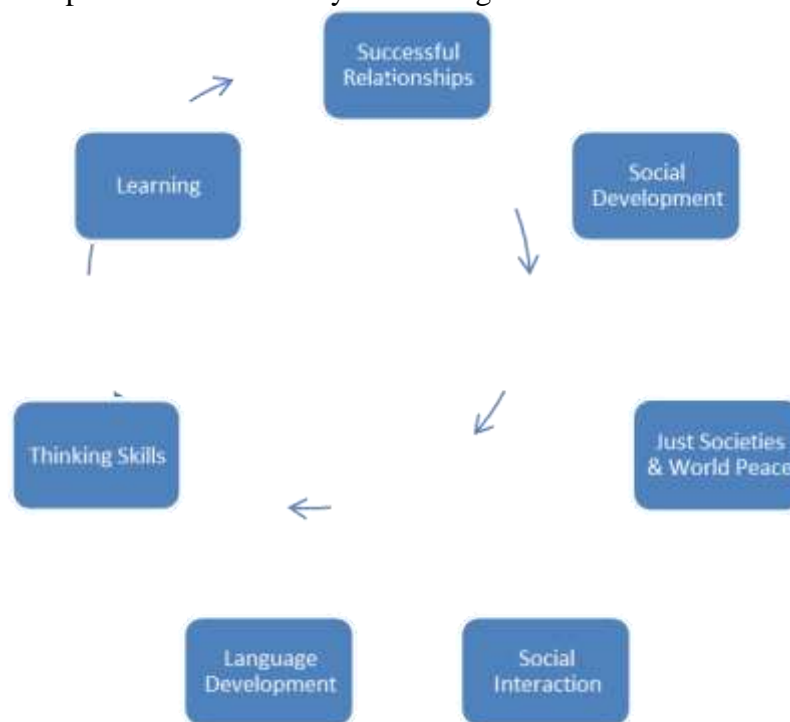 Successful
Relationships
Social
Development
Just Societies
& World Peace
Social
Interaction
Language
Development
Thinking Skills
Learning